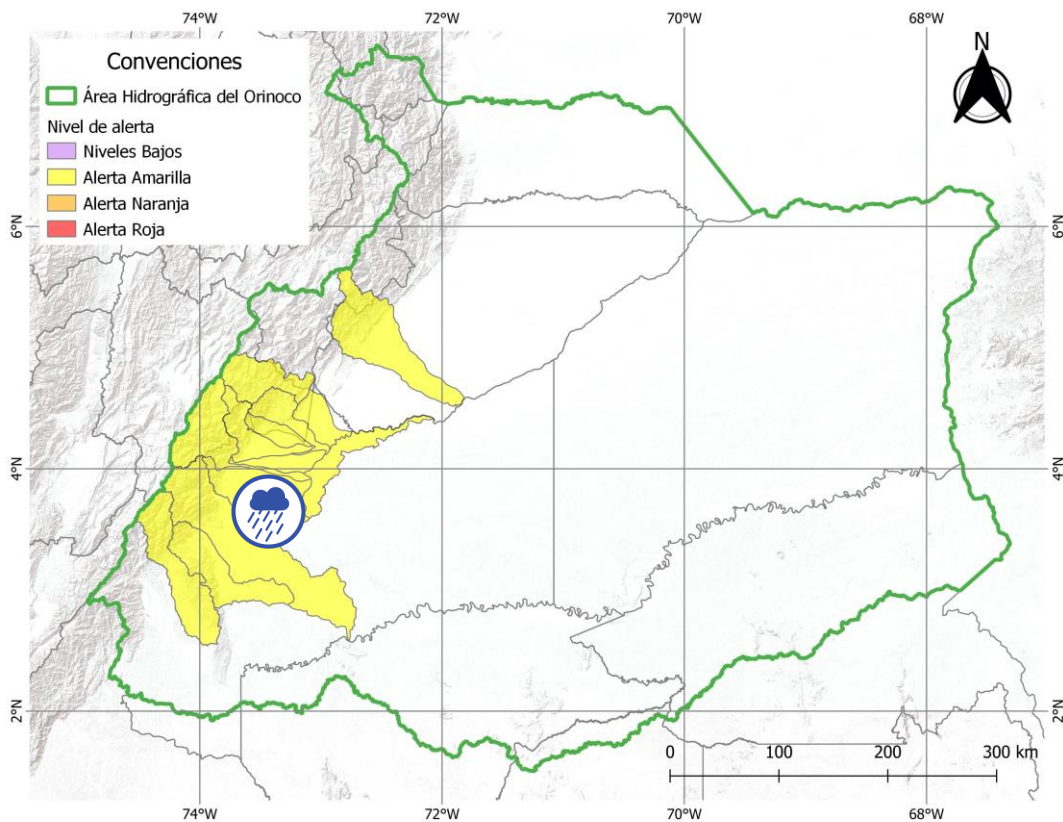 74°W 72°W 70°W 68°W
Convenciones
Área Hidrográfica del Orinoco
Nivel de alerta
Niveles Bajos
Alerta Amarilla
Alerta Naranja
Alerta Roja
N
6°N 6°N
4°N 4°N
2°N 2°N
0 100 200 300 km
74°W 72°W 70°W 68°W